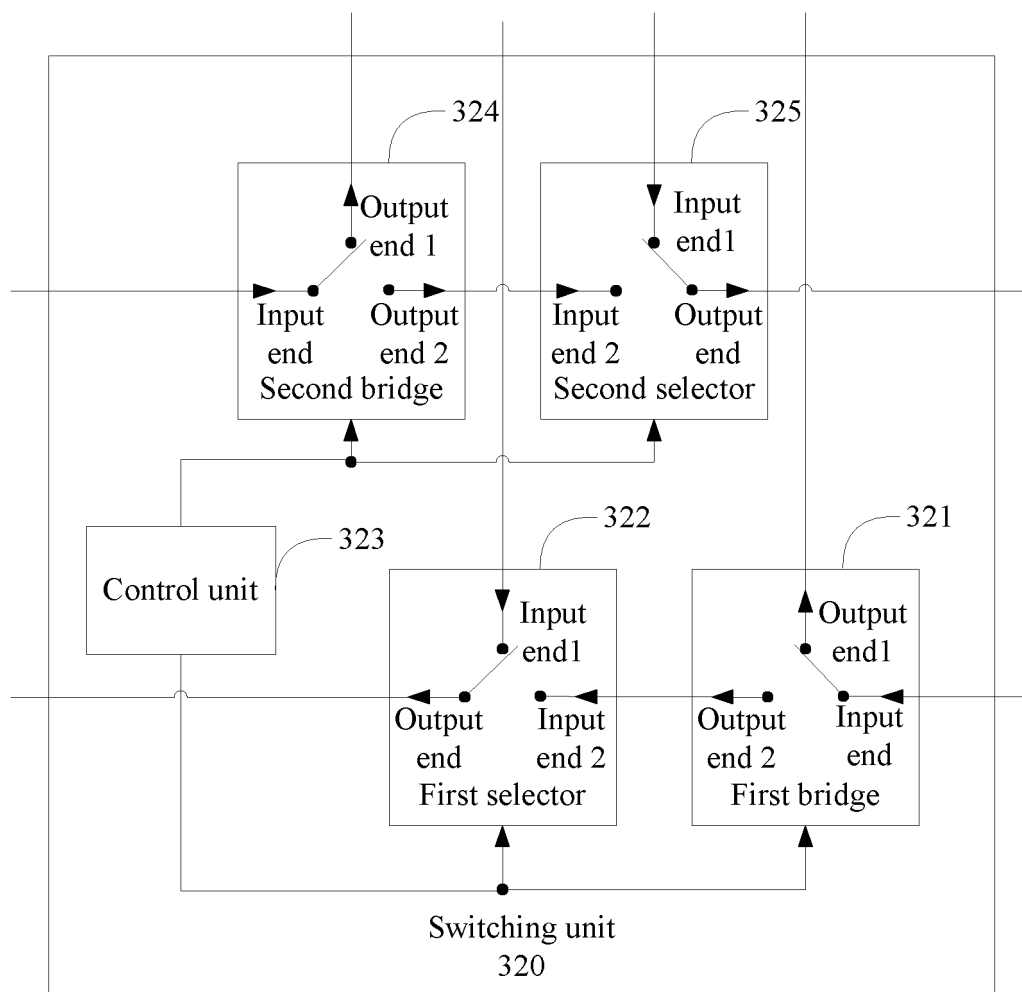 324
325
Output
end 1
Input
end1
Input
end
Output
end 2
Input
end 2
Output
end
Second bridge
Second selector
322
321
323
Control unit
Input
end1
Output
end1
Output
end
Input
end 2
Output
end 2
Input
end
First selector
First bridge
Switching unit
320